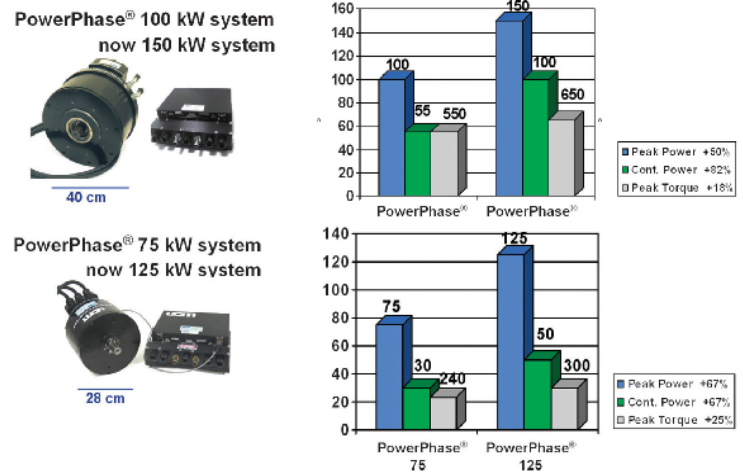 PowerPhase® 100 kW system
now 150 kW system
40 cm
160
140
120
100
80
60
40
20
0
100
55
550
150
100
650
PowerPhase®
PowerPhase®
Peak Power +50%
Cont. Power +82%
Peak Torque +18%
PowerPhase® 75 kW system
now 125 kW system
UQM
28 cm
140
120
100
80
60
40
20
0
75
30
240
125
50
300
PowerPhase®
75
PowerPhase®
125
Peak Power +67%
Cont. Power +67%
Peak Torque +25%